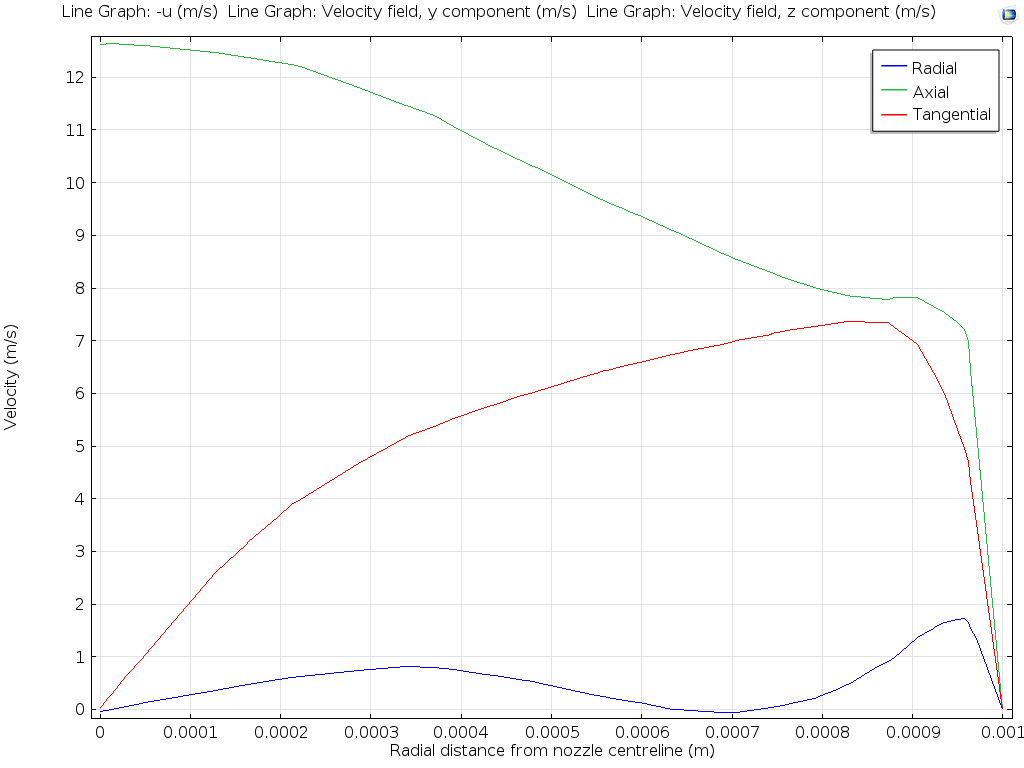 Line Graph: -u (m/s)  Line Graph: Velocity field, y component (m/s)  Line Graph: Velocity field, z component (m/s)
Radial
Axial
Tangential
12
11
10
9
8
7
6
5
4
3
2
1
0
Velocity (m/s)
0 0.0001 0.0002 0.0003 0.0004 0.0005 0.0006 0.0007 0.0008 0.0009 0.001
Radial distance from nozzle centreline (m)